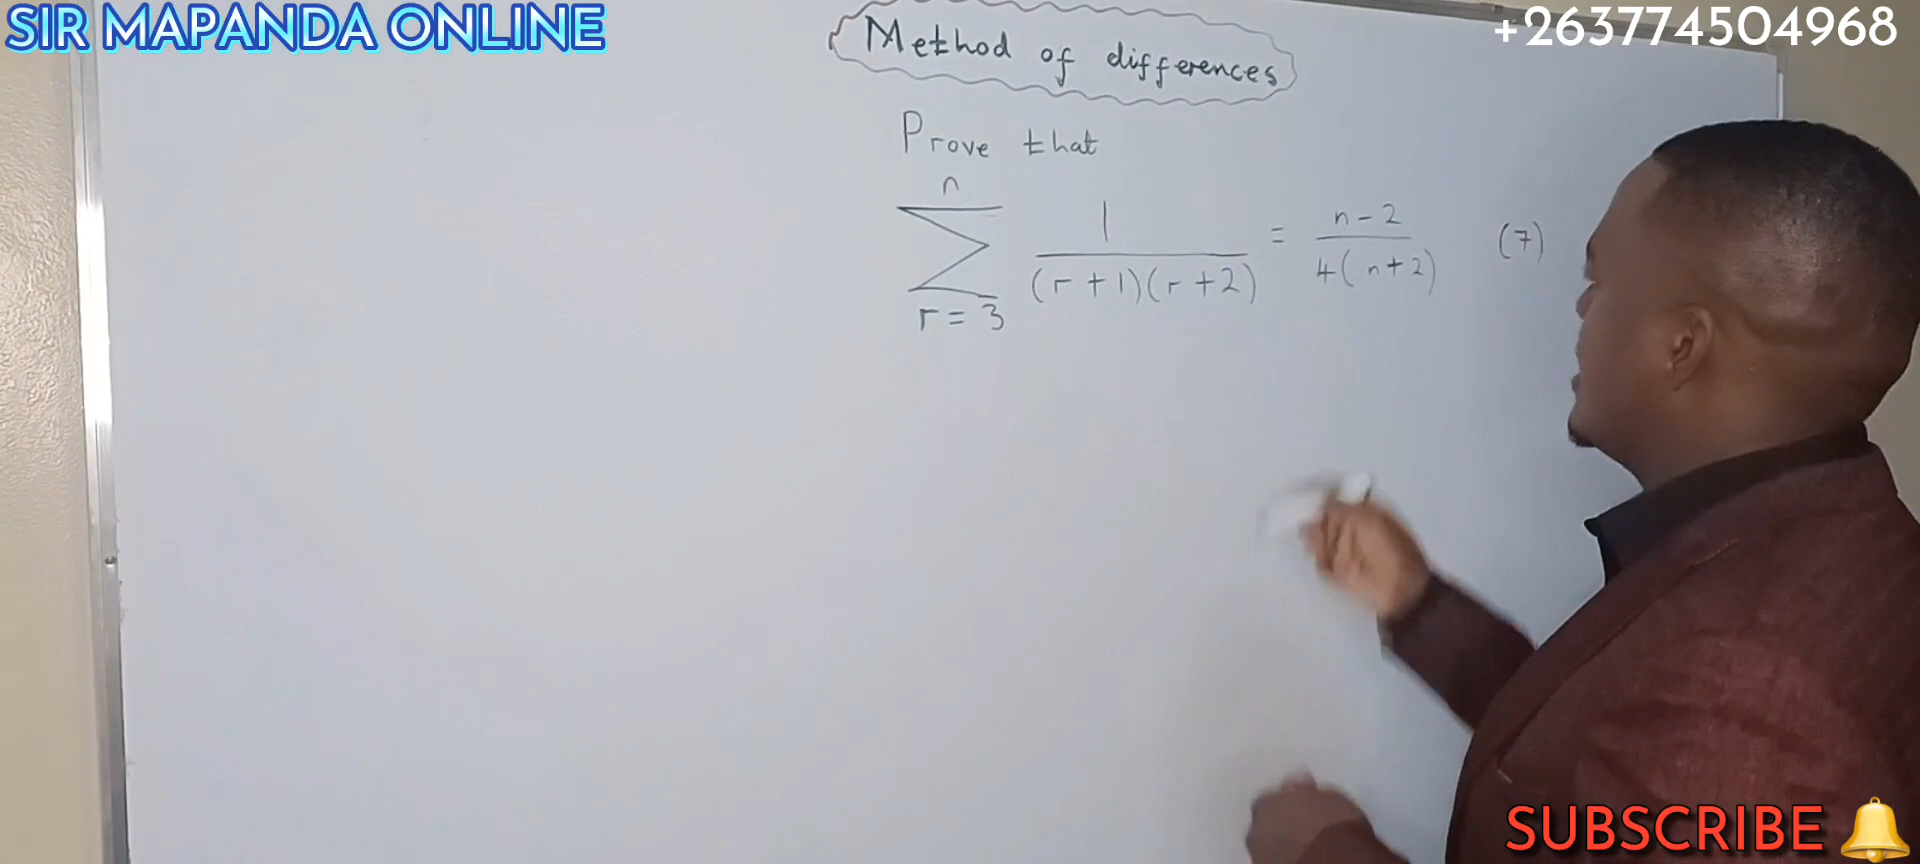 SIR MAPANDA ONLINE
+263774504968
Method of differences
Prove that
n
∑ 1/((r+1)(r+2)) = (n-2)/(4(n+2)) (7)
r = 3
SUBSCRIBE